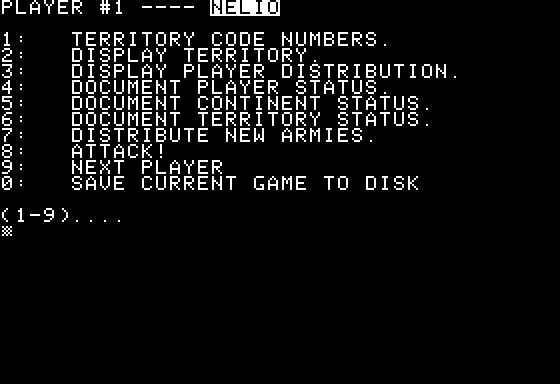 PLAYER #1 ---- NELIO
1: TERRITORY CODE NUMBERS.
2: DISPLAY TERRITORY.
3: DISPLAY PLAYER DISTRIBUTION.
4: DOCUMENT PLAYER STATUS.
5: DOCUMENT CONTINENT STATUS.
6: DOCUMENT TERRITORY STATUS.
7: DISTRIBUTE NEW ARMIES.
8: ATTACK!
9: NEXT PLAYER
0: SAVE CURRENT GAME TO DISK
(1-9)....